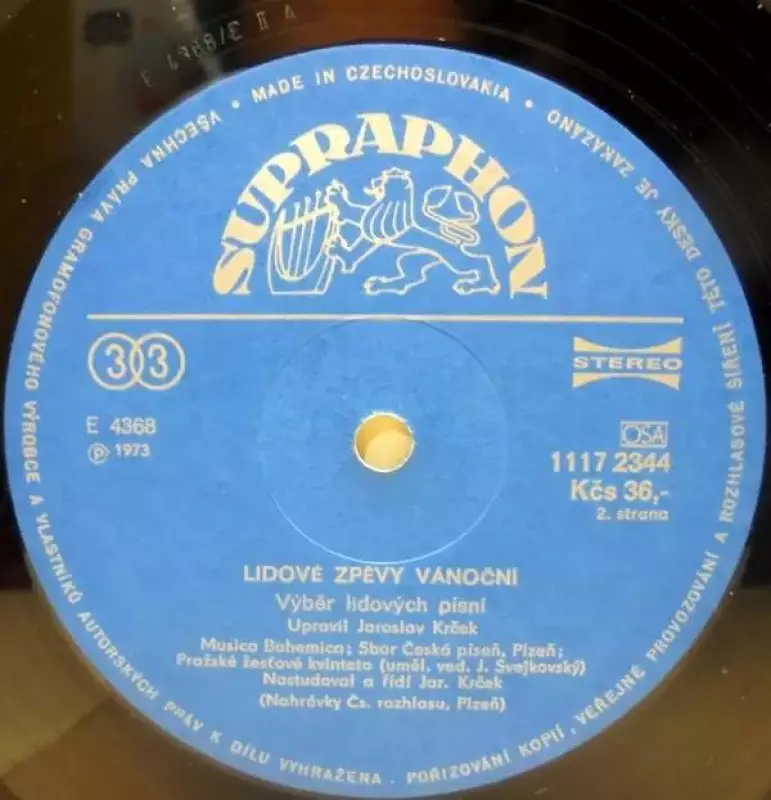 E 4368/E II A
VŠECHNA PRÁVA GRAMOFONOVÉHO VÝROBCE A VLASTNÍKŮ AUTORSKÝCH PRÁV K DÍLU VYHRAŽENA · POŘIZOVÁNÍ KOPIÍ, VEŘEJNÉ PROVOZOVÁNÍ A ROZHLASOVÉ ŠÍŘENÍ TÉTO DESKY JE ZAKÁZÁNO · MADE IN CZECHOSLOVAKIA ·
SUPRAPHON
33
STEREO
E 4368
Ⓟ 1973
OSA
1117 2344
Kčs 36,-
2. strana
LIDOVÉ ZPĚVY VÁNOČNÍ
Výběr lidových písní
Upravil Jaroslav Krček
Musica Bohemica; Sbor Česká píseň, Plzeň;
Pražské žesťové kvinteto (uměl. ved. J. Svejkovský)
Nastudoval a řídí Jar. Krček
(Nahrávky Čs. rozhlasu, Plzeň)